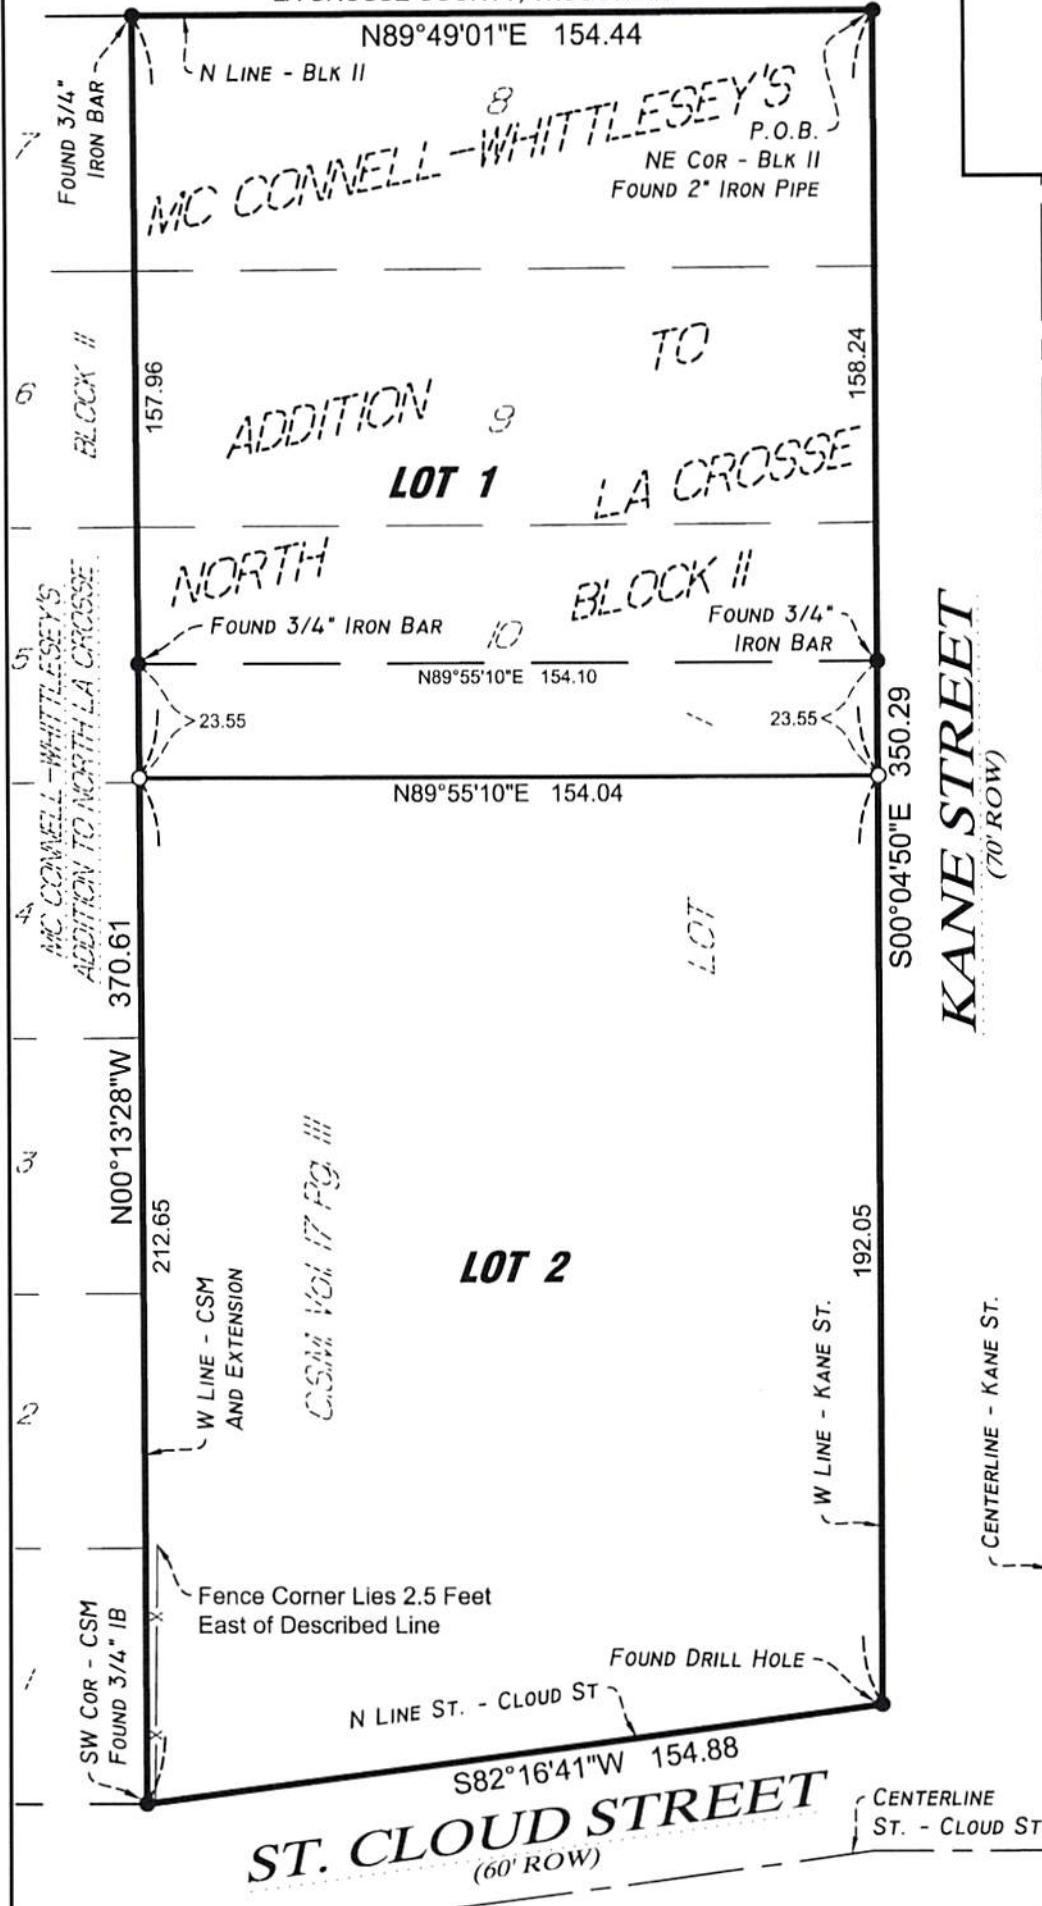 N89°49'01"E 154.44
N LINE - BLK II
FOUND 3/4"
IRON BAR
7
8
MC CONNELL-WHITTLESEY'S
P.O.B.
NE COR - BLK II
FOUND 2" IRON PIPE
6
BLOCK II
157.96
158.24
TO
ADDITION
9
LOT 1
LA CROSSE
NORTH
BLOCK II
FOUND 3/4" IRON BAR
10
FOUND 3/4"
IRON BAR
5
N89°55'10"E 154.10
23.55
23.55
N89°55'10"E 154.04
MC CONNELL-WHITTLESEY'S
ADDITION TO NORTH LA CROSSE
S00°04'50"E 350.29
KANE STREET
(70' ROW)
4
LOT 1
N00°13'28"W 370.61
3
212.65
C.S.M. Vol. 17 Pg. III
LOT 2
192.05
W LINE - CSM
AND EXTENSION
W LINE - KANE ST.
CENTERLINE - KANE ST.
2
Fence Corner Lies 2.5 Feet
East of Described Line
X
X
1
SW COR - CSM
FOUND 3/4" IB
FOUND DRILL HOLE
N LINE ST. - CLOUD ST
S82°16'41"W 154.88
ST. CLOUD STREET
(60' ROW)
CENTERLINE
ST. - CLOUD ST